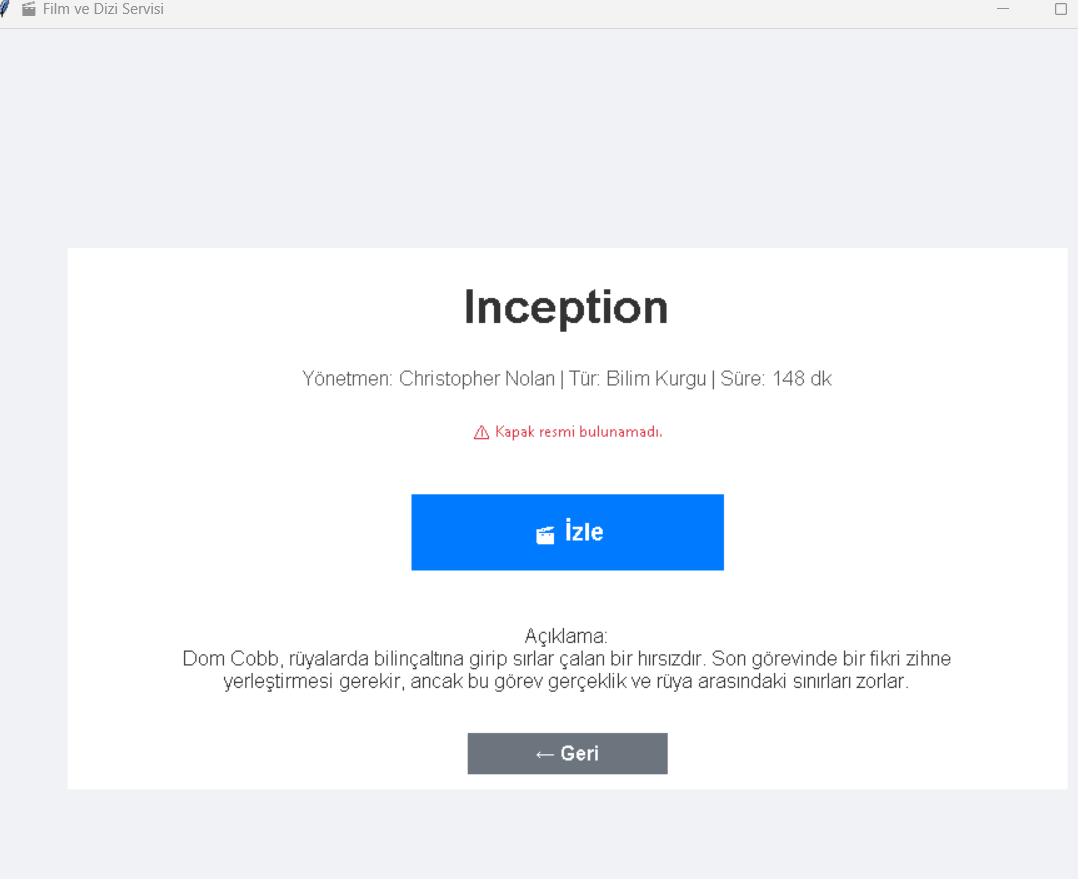 Film ve Dizi Servisi
Inception
Yönetmen: Christopher Nolan | Tür: Bilim Kurgu | Süre: 148 dk
⚠ Kapak resmi bulunamadı.
İzle
Açıklama:
Dom Cobb, rüyalarda bilinçaltına girip sırlar çalan bir hırsızdır. Son görevinde bir fikri zihne
yerleştirmesi gerekir, ancak bu görev gerçeklik ve rüya arasındaki sınırları zorlar.
← Geri